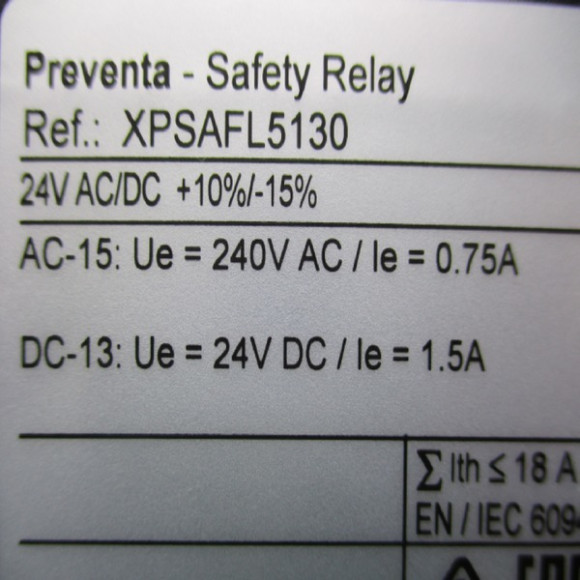 Preventa - Safety Relay
Ref.: XPSAFL5130
24V AC/DC +10%/-15%
AC-15: Ue = 240V AC / Ie = 0.75A
DC-13: Ue = 24V DC / Ie = 1.5A
∑ Ith ≤ 18 A
EN / IEC 609